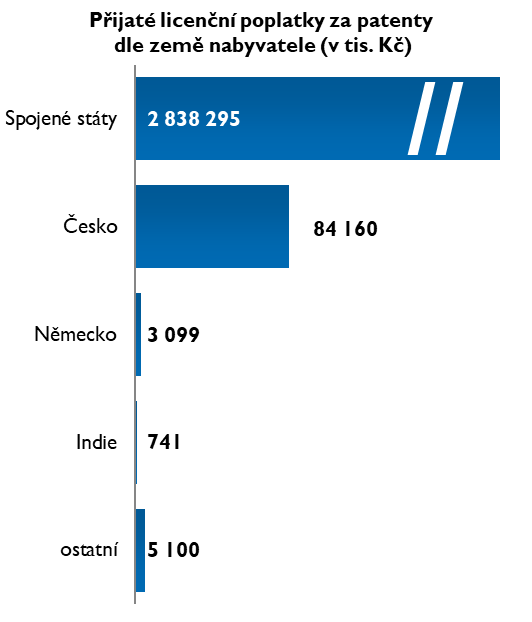 Přijaté licenční poplatky za patenty
dle země nabyvatele (v tis. Kč)
Spojené státy 2 838 295
Česko 84 160
Německo 3 099
Indie 741
ostatní 5 100